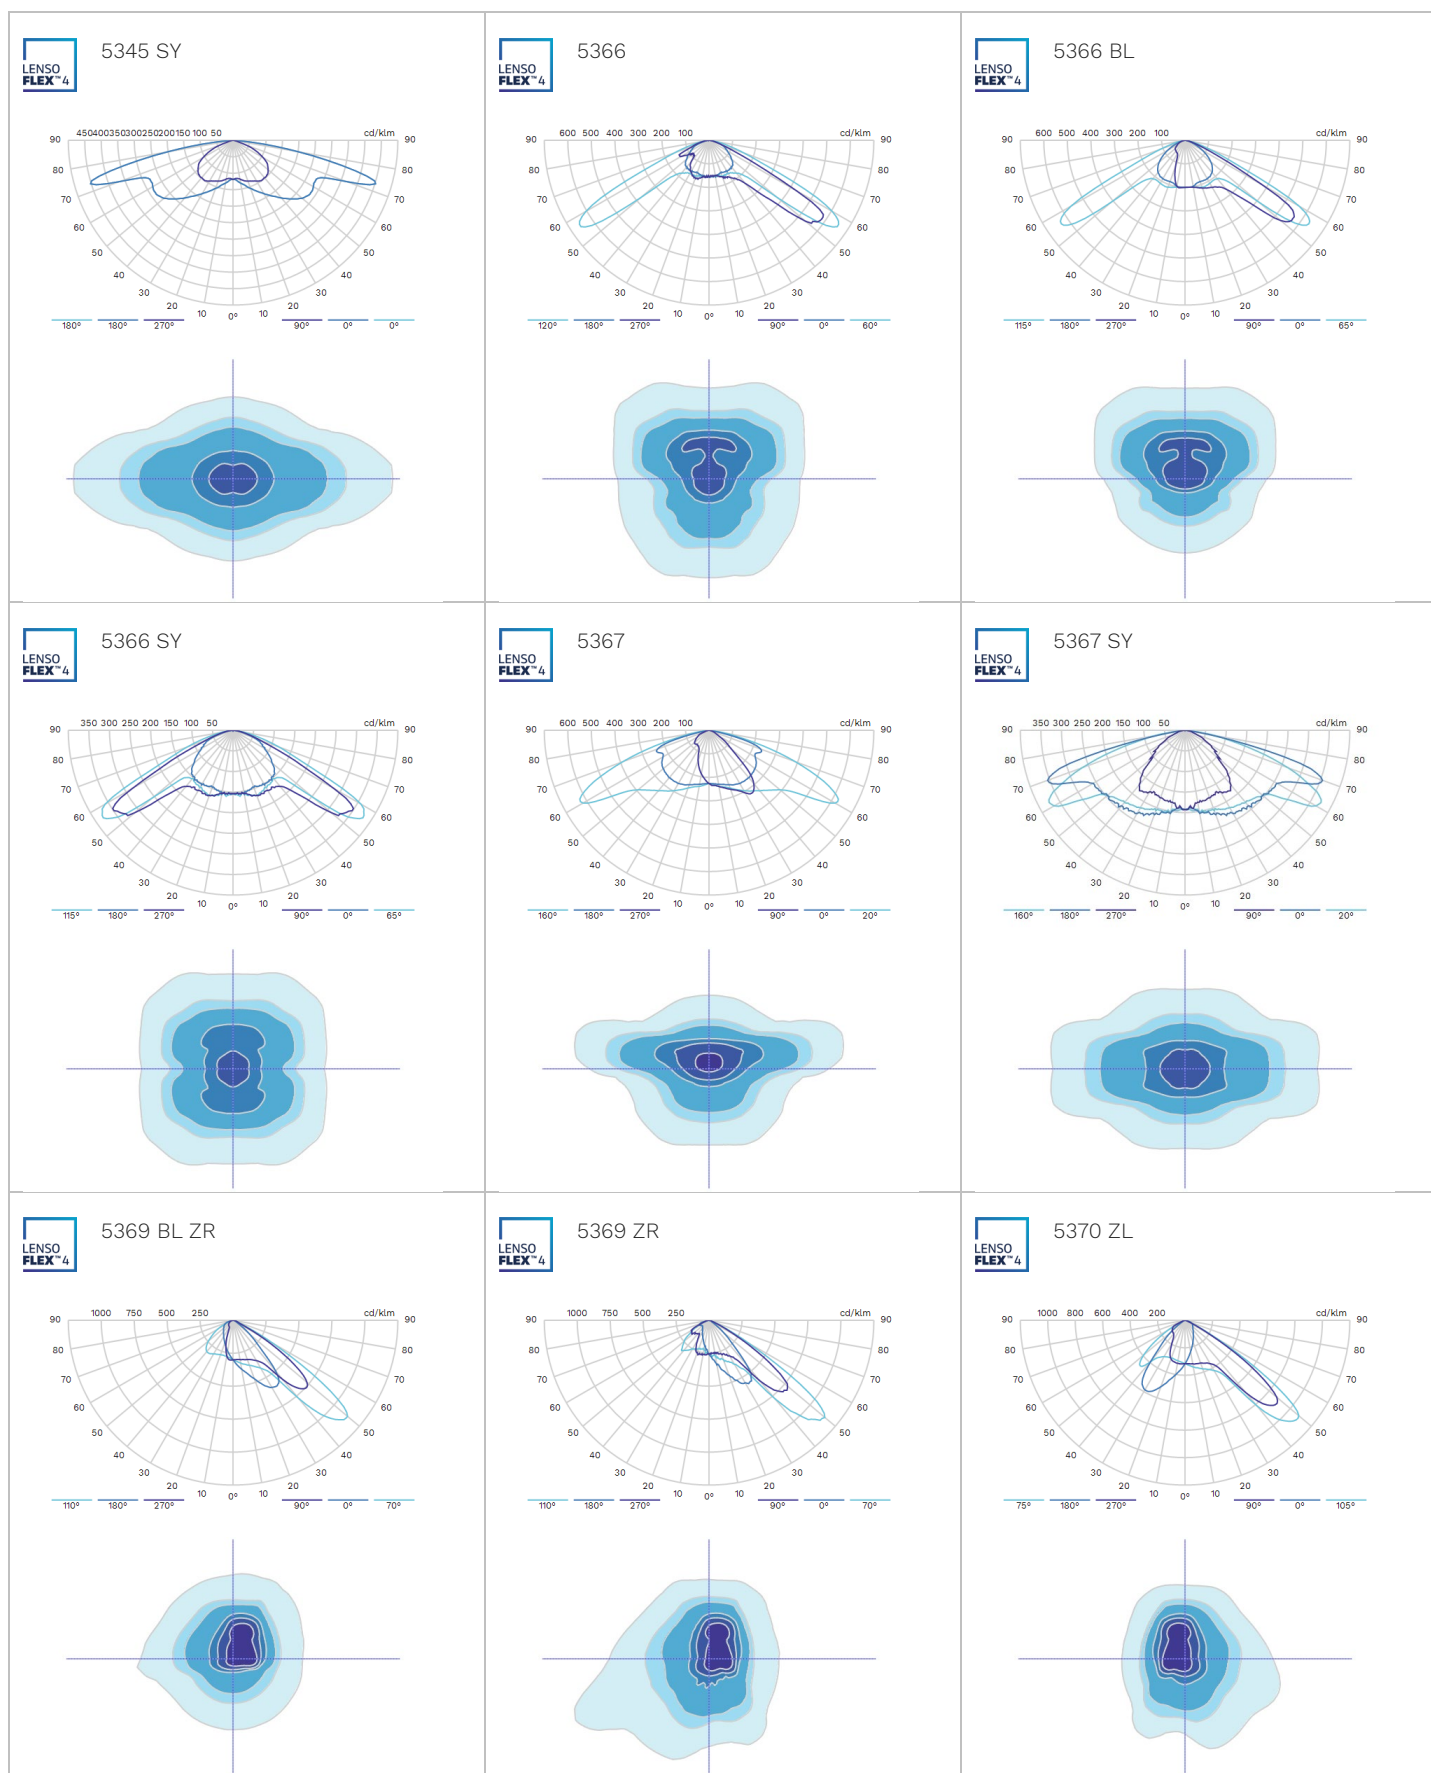 LENSO
FLEX™4
5345 SY
450400350300250200150 100 50 cd/klm
90 90
80 80
70 70
60 60
50 50
40 40
30 30
20 20
10 0° 10
180° 180° 270° 90° 0° 0°
LENSO
FLEX™4
5366
600 500 400 300 200 100 cd/klm
90 90
80 80
70 70
60 60
50 50
40 40
30 30
20 20
10 0° 10
120° 180° 270° 90° 0° 60°
LENSO
FLEX™4
5366 BL
600 500 400 300 200 100 cd/klm
90 90
80 80
70 70
60 60
50 50
40 40
30 30
20 20
10 0° 10
115° 180° 270° 90° 0° 65°
LENSO
FLEX™4
5366 SY
350 300 250 200 150 100 50 cd/klm
90 90
80 80
70 70
60 60
50 50
40 40
30 30
20 20
10 0° 10
115° 180° 270° 90° 0° 65°
LENSO
FLEX™4
5367
600 500 400 300 200 100 cd/klm
90 90
80 80
70 70
60 60
50 50
40 40
30 30
20 20
10 0° 10
160° 180° 270° 90° 0° 20°
LENSO
FLEX™4
5367 SY
350 300 250 200 150 100 50 cd/klm
90 90
80 80
70 70
60 60
50 50
40 40
30 30
20 20
10 0° 10
160° 180° 270° 90° 0° 20°
LENSO
FLEX™4
5369 BL ZR
1000 750 500 250 cd/klm
90 90
80 80
70 70
60 60
50 50
40 40
30 30
20 20
10 0° 10
110° 180° 270° 90° 0° 70°
LENSO
FLEX™4
5369 ZR
1000 750 500 250 cd/klm
90 90
80 80
70 70
60 60
50 50
40 40
30 30
20 20
10 0° 10
110° 180° 270° 90° 0° 70°
LENSO
FLEX™4
5370 ZL
1000 800 600 400 200 cd/klm
90 90
80 80
70 70
60 60
50 50
40 40
30 30
20 20
10 0° 10
75° 180° 270° 90° 0° 105°